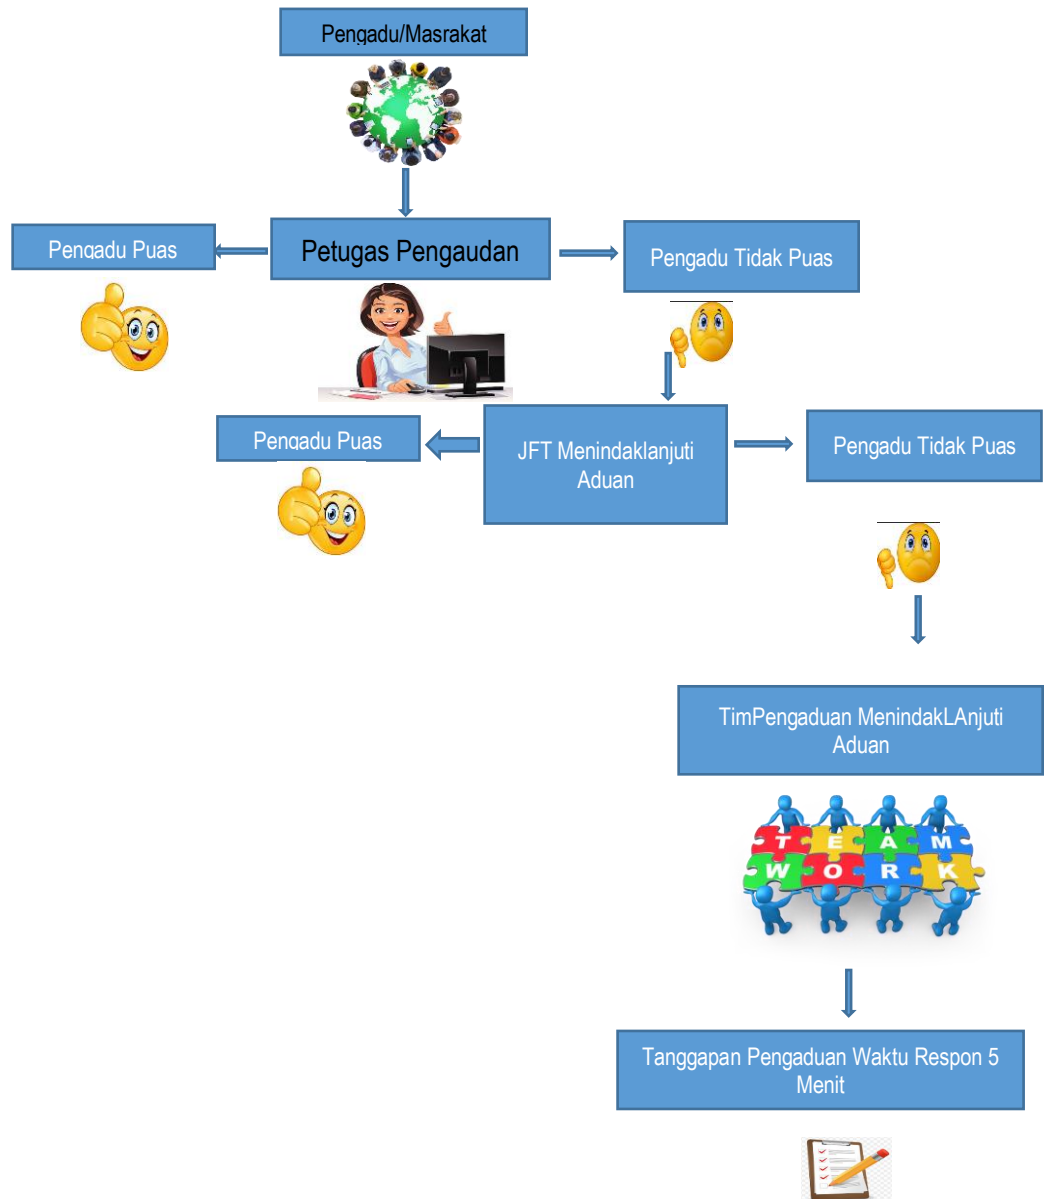 Pengadu/Masrakat
Pengadu Puas
Petugas Pengaudan
Pengadu Tidak Puas
Pengadu Puas
JFT Menindaklanjuti
Aduan
Pengadu Tidak Puas
TimPengaduan MenindakLAnjuti
Aduan
T E A M
W O R K
Tanggapan Pengaduan Waktu Respon 5
Menit